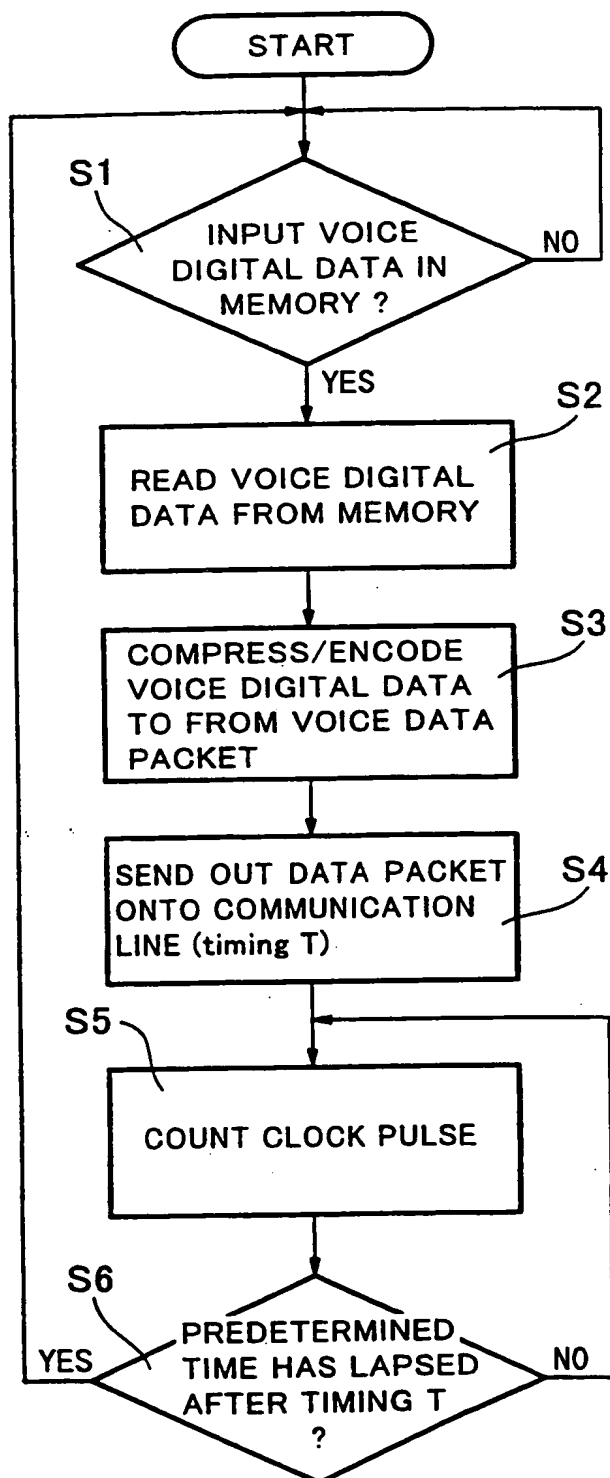 START
S1
INPUT VOICE
DIGITAL DATA IN
MEMORY ?
NO
YES
S2
READ VOICE DIGITAL
DATA FROM MEMORY
S3
COMPRESS/ENCODE
VOICE DIGITAL DATA
TO FROM VOICE DATA
PACKET
S4
SEND OUT DATA PACKET
ONTO COMMUNICATION
LINE (timing T)
S5
COUNT CLOCK PULSE
S6
PREDETERMINED
YES
TIME HAS LAPSED
NO
AFTER TIMING T
?